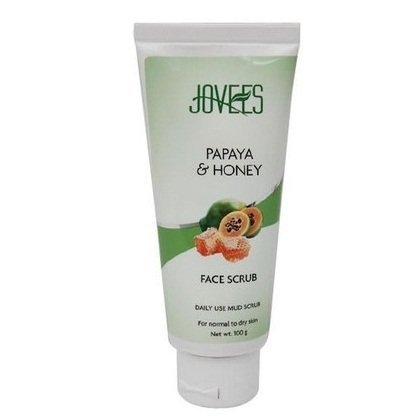 JOVEES
PAPAYA
& HONEY
FACE SCRUB
DAILY USE MUD SCRUB
For normal to dry skin
Net wt. 100 g